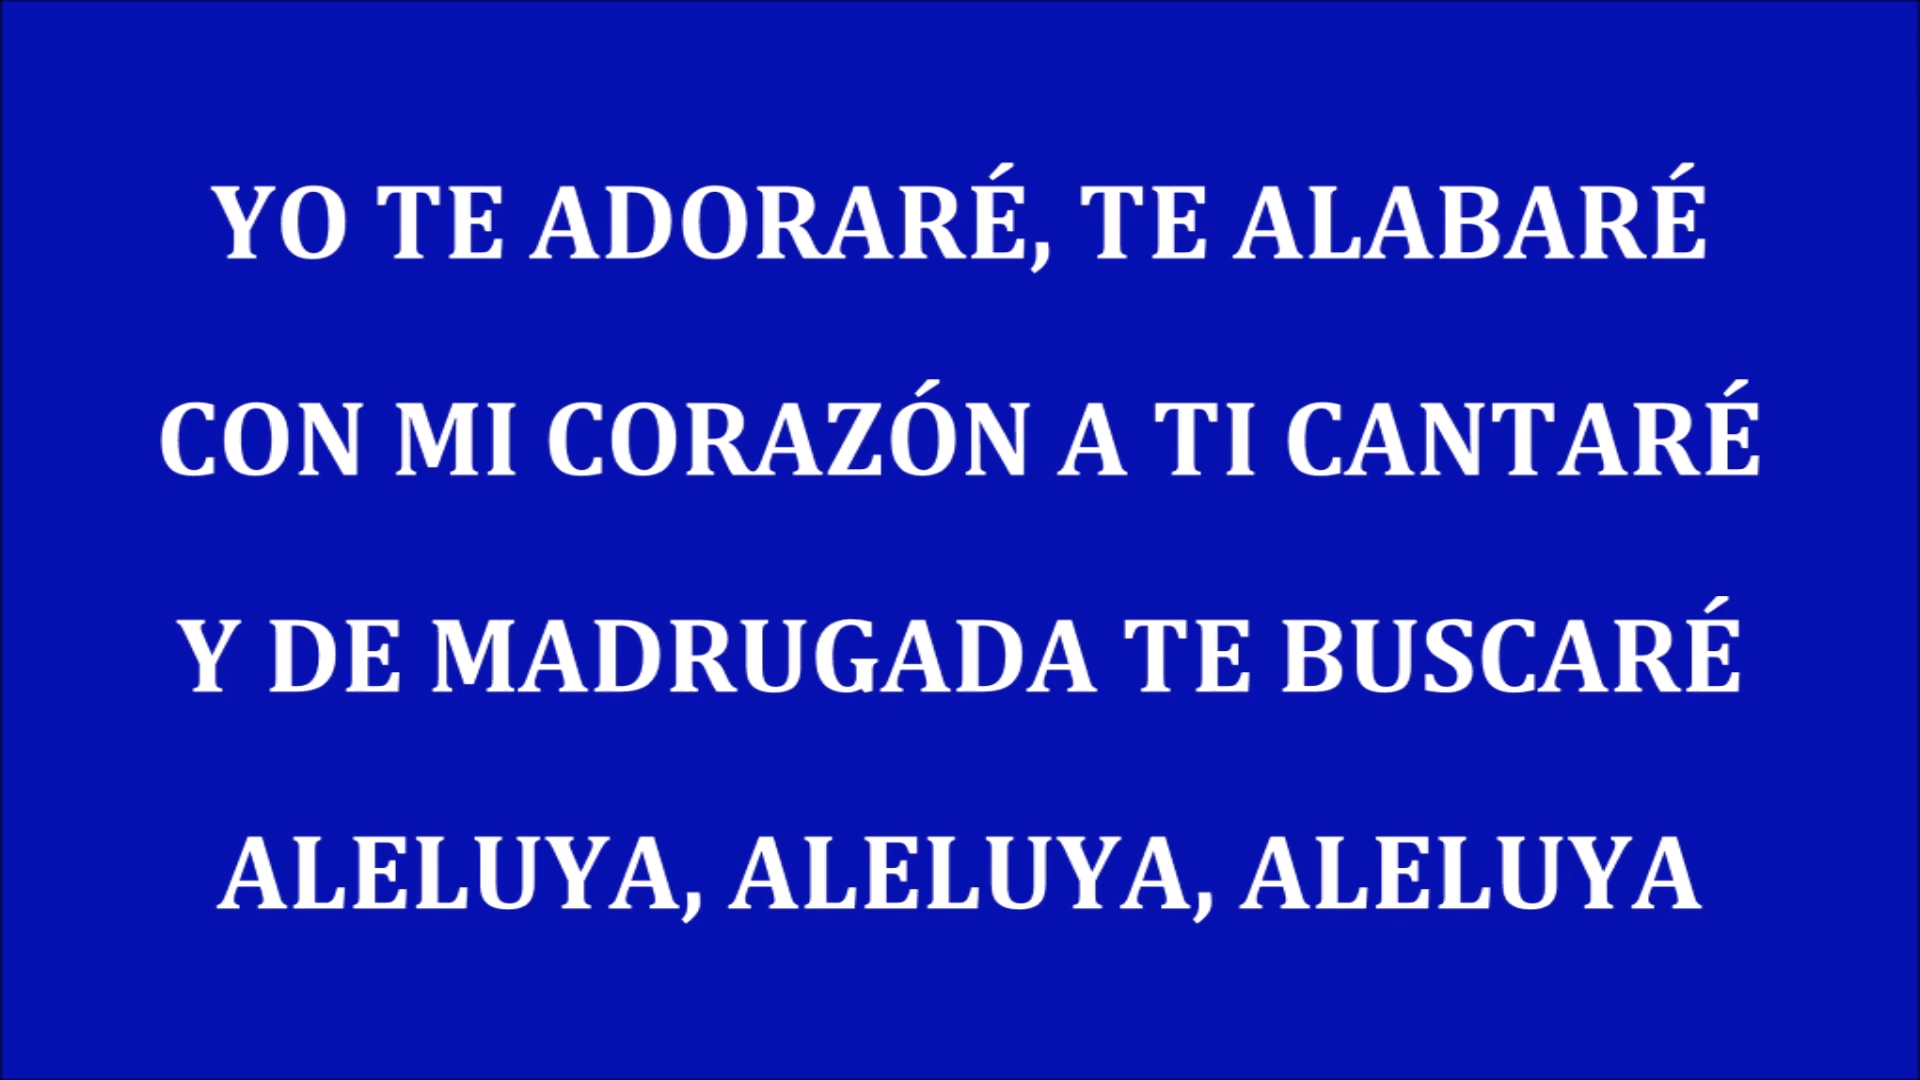 YO TE ADORARÉ, TE ALABARÉ
CON MI CORAZÓN A TI CANTARÉ
Y DE MADRUGADA TE BUSCARÉ
ALELUYA, ALELUYA, ALELUYA